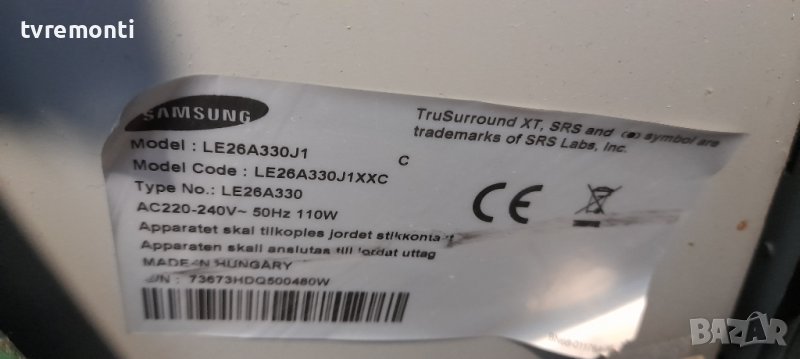 tvremonti
SAMSUNG
Model : LE26A330J1
C
Model Code : LE26A330J1XXC
Type No.: LE26A330
AC220-240V~ 50Hz 110W
Apparatet skal tilkoples jordet stikkontakt
Apparaten skall anslutas till jordat uttag
MADE IN HUNGARY
S/N : 73673HDQ500480W
TruSurround XT, SRS and (●) symbol are
trademarks of SRS Labs, Inc.
CE
BAZAR